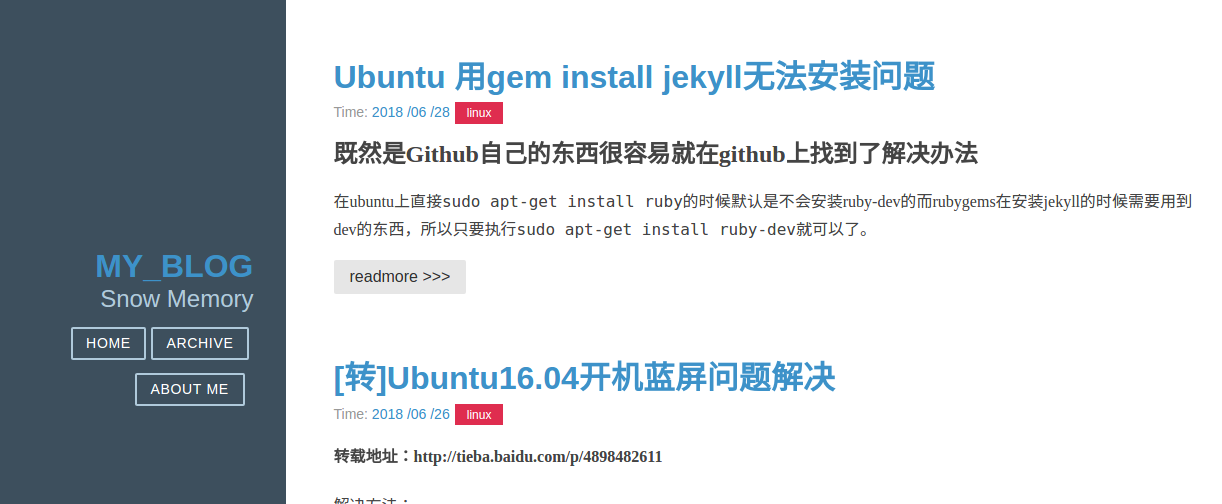 MY_BLOG
Snow Memory
HOME ARCHIVE
ABOUT ME
Ubuntu 用gem install jekyll无法安装问题
Time: 2018 /06 /28 linux
既然是Github自己的东西很容易就在github上找到了解决办法
在ubuntu上直接sudo apt-get install ruby的时候默认是不会安装ruby-dev的而rubygems在安装jekyll的时候需要用到
dev的东西，所以只要执行sudo apt-get install ruby-dev就可以了。
readmore >>>
[转]Ubuntu16.04开机蓝屏问题解决
Time: 2018 /06 /26 linux
转载地址：http://tieba.baidu.com/p/4898482611
解决方法：